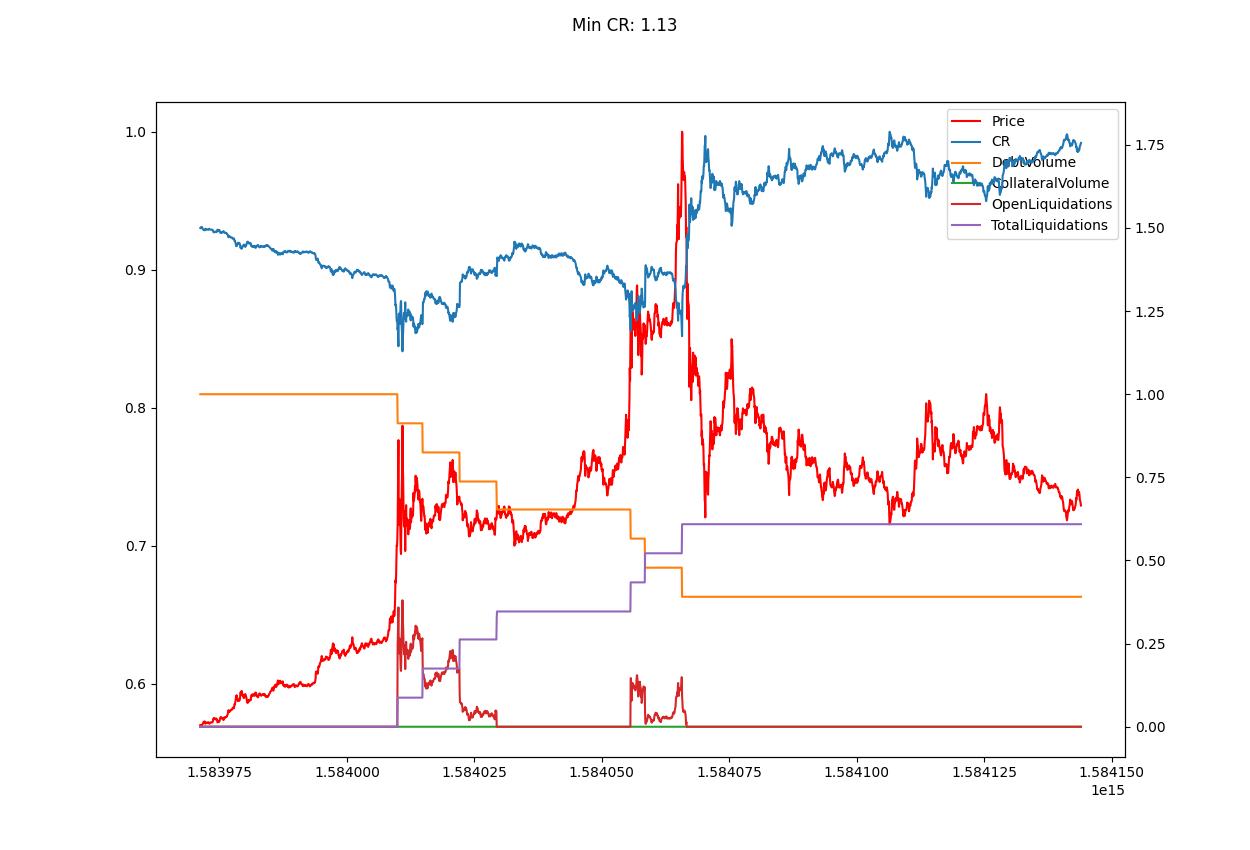 Min CR: 1.13
Price
CR
DebtVolume
CollateralVolume
OpenLiquidations
TotalLiquidations
1.0
0.9
0.8
0.7
0.6
1.75
1.50
1.25
1.00
0.75
0.50
0.25
0.00
1.583975 1.584000 1.584025 1.584050 1.584075 1.584100 1.584125 1.584150
1e15